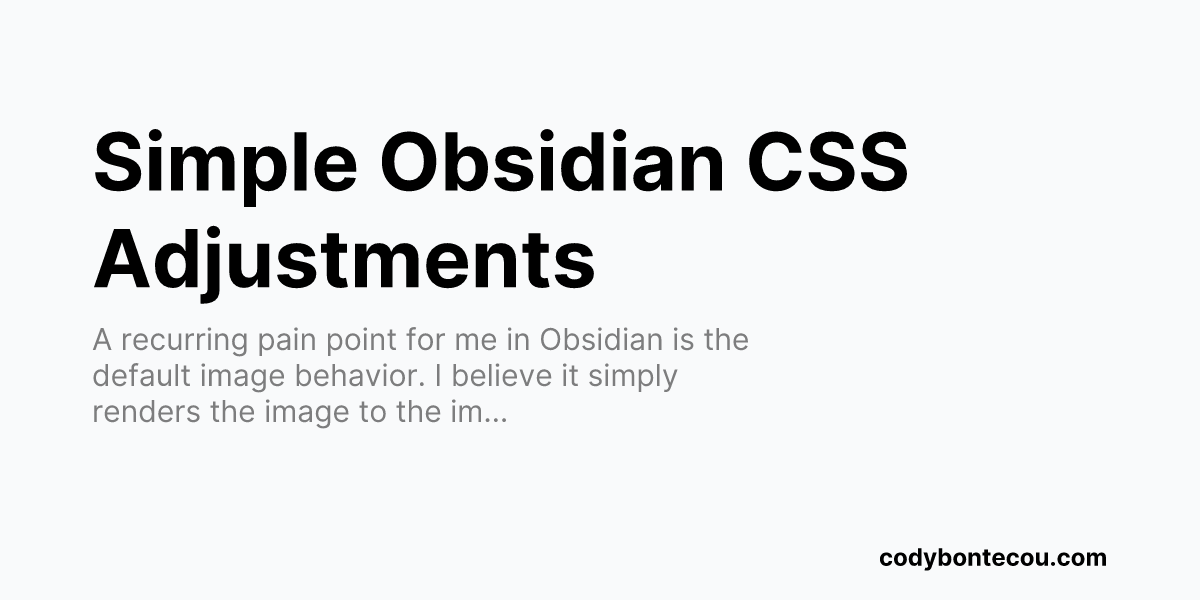 Simple Obsidian CSS
Adjustments
A recurring pain point for me in Obsidian is the
default image behavior. I believe it simply
renders the image to the im...
codybontecou.com